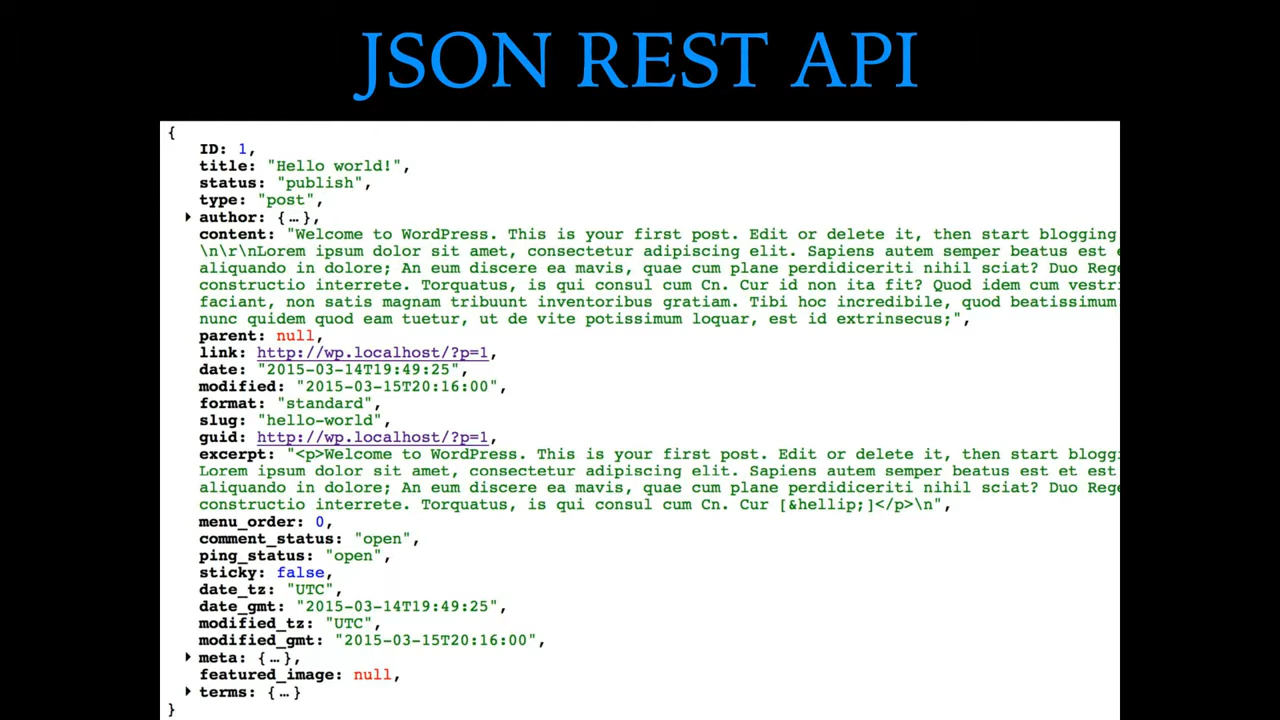 JSON REST API
{
ID: 1,
title: "Hello world!",
status: "publish",
type: "post",
author: {…},
content: "Welcome to WordPress. This is your first post. Edit or delete it, then start blogging
\n\r\nLorem ipsum dolor sit amet, consectetur adipiscing elit. Sapiens autem semper beatus est e
aliquando in dolore; An eum discere ea mavis, quae cum plane perdidiceriti nihil sciat? Duo Rege
constructio interrete. Torquatus, is qui consul cum Cn. Cur id non ita fit? Quod idem cum vestri
faciant, non satis magnam tribuunt inventoribus gratiam. Tibi hoc incredibile, quod beatissimum
nunc quidem quod eam tuetur, ut de vite potissimum loquar, est id extrinsecus;",
parent: null,
link: http://wp.localhost/?p=1,
date: "2015-03-14T19:49:25",
modified: "2015-03-15T20:16:00",
format: "standard",
slug: "hello-world",
guid: http://wp.localhost/?p=1,
excerpt: "<p>Welcome to WordPress. This is your first post. Edit or delete it, then start blogging
Lorem ipsum dolor sit amet, consectetur adipiscing elit. Sapiens autem semper beatus est et est
aliquando in dolore; An eum discere ea mavis, quae cum plane perdidiceriti nihil sciat? Duo Rege
constructio interrete. Torquatus, is qui consul cum Cn. Cur [&hellip;]</p>\n",
menu_order: 0,
comment_status: "open",
ping_status: "open",
sticky: false,
date_tz: "UTC",
date_gmt: "2015-03-14T19:49:25",
modified_tz: "UTC",
modified_gmt: "2015-03-15T20:16:00",
meta: {…},
featured_image: null,
terms: {…}
}